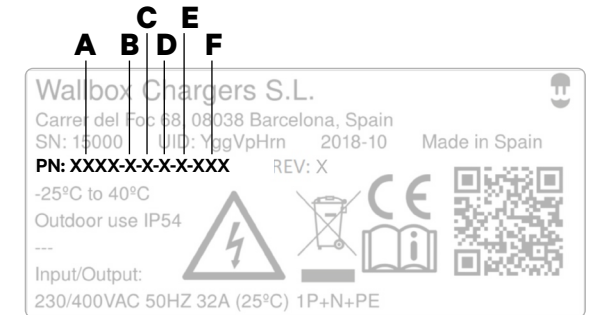 C E
A B D F
Wallbox Chargers S.L.
Carrer del Foc 68, 08038 Barcelona, Spain
SN: 15000 UID: YggVpHrn 2018-10 Made in Spain
PN: XXXX-X-X-X-X-XXX REV: X
-25ºC to 40ºC
Outdoor use IP54
---
Input/Output:
230/400VAC 50HZ 32A (25ºC) 1P+N+PE
CE
i